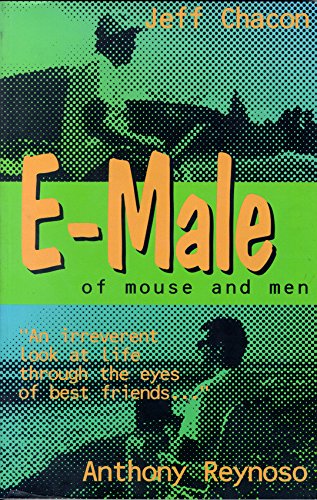 Jeff Chacon
E-Male
of mouse and men
"An irreverent
look at life
through the eyes
of best friends..."
Anthony Reynoso